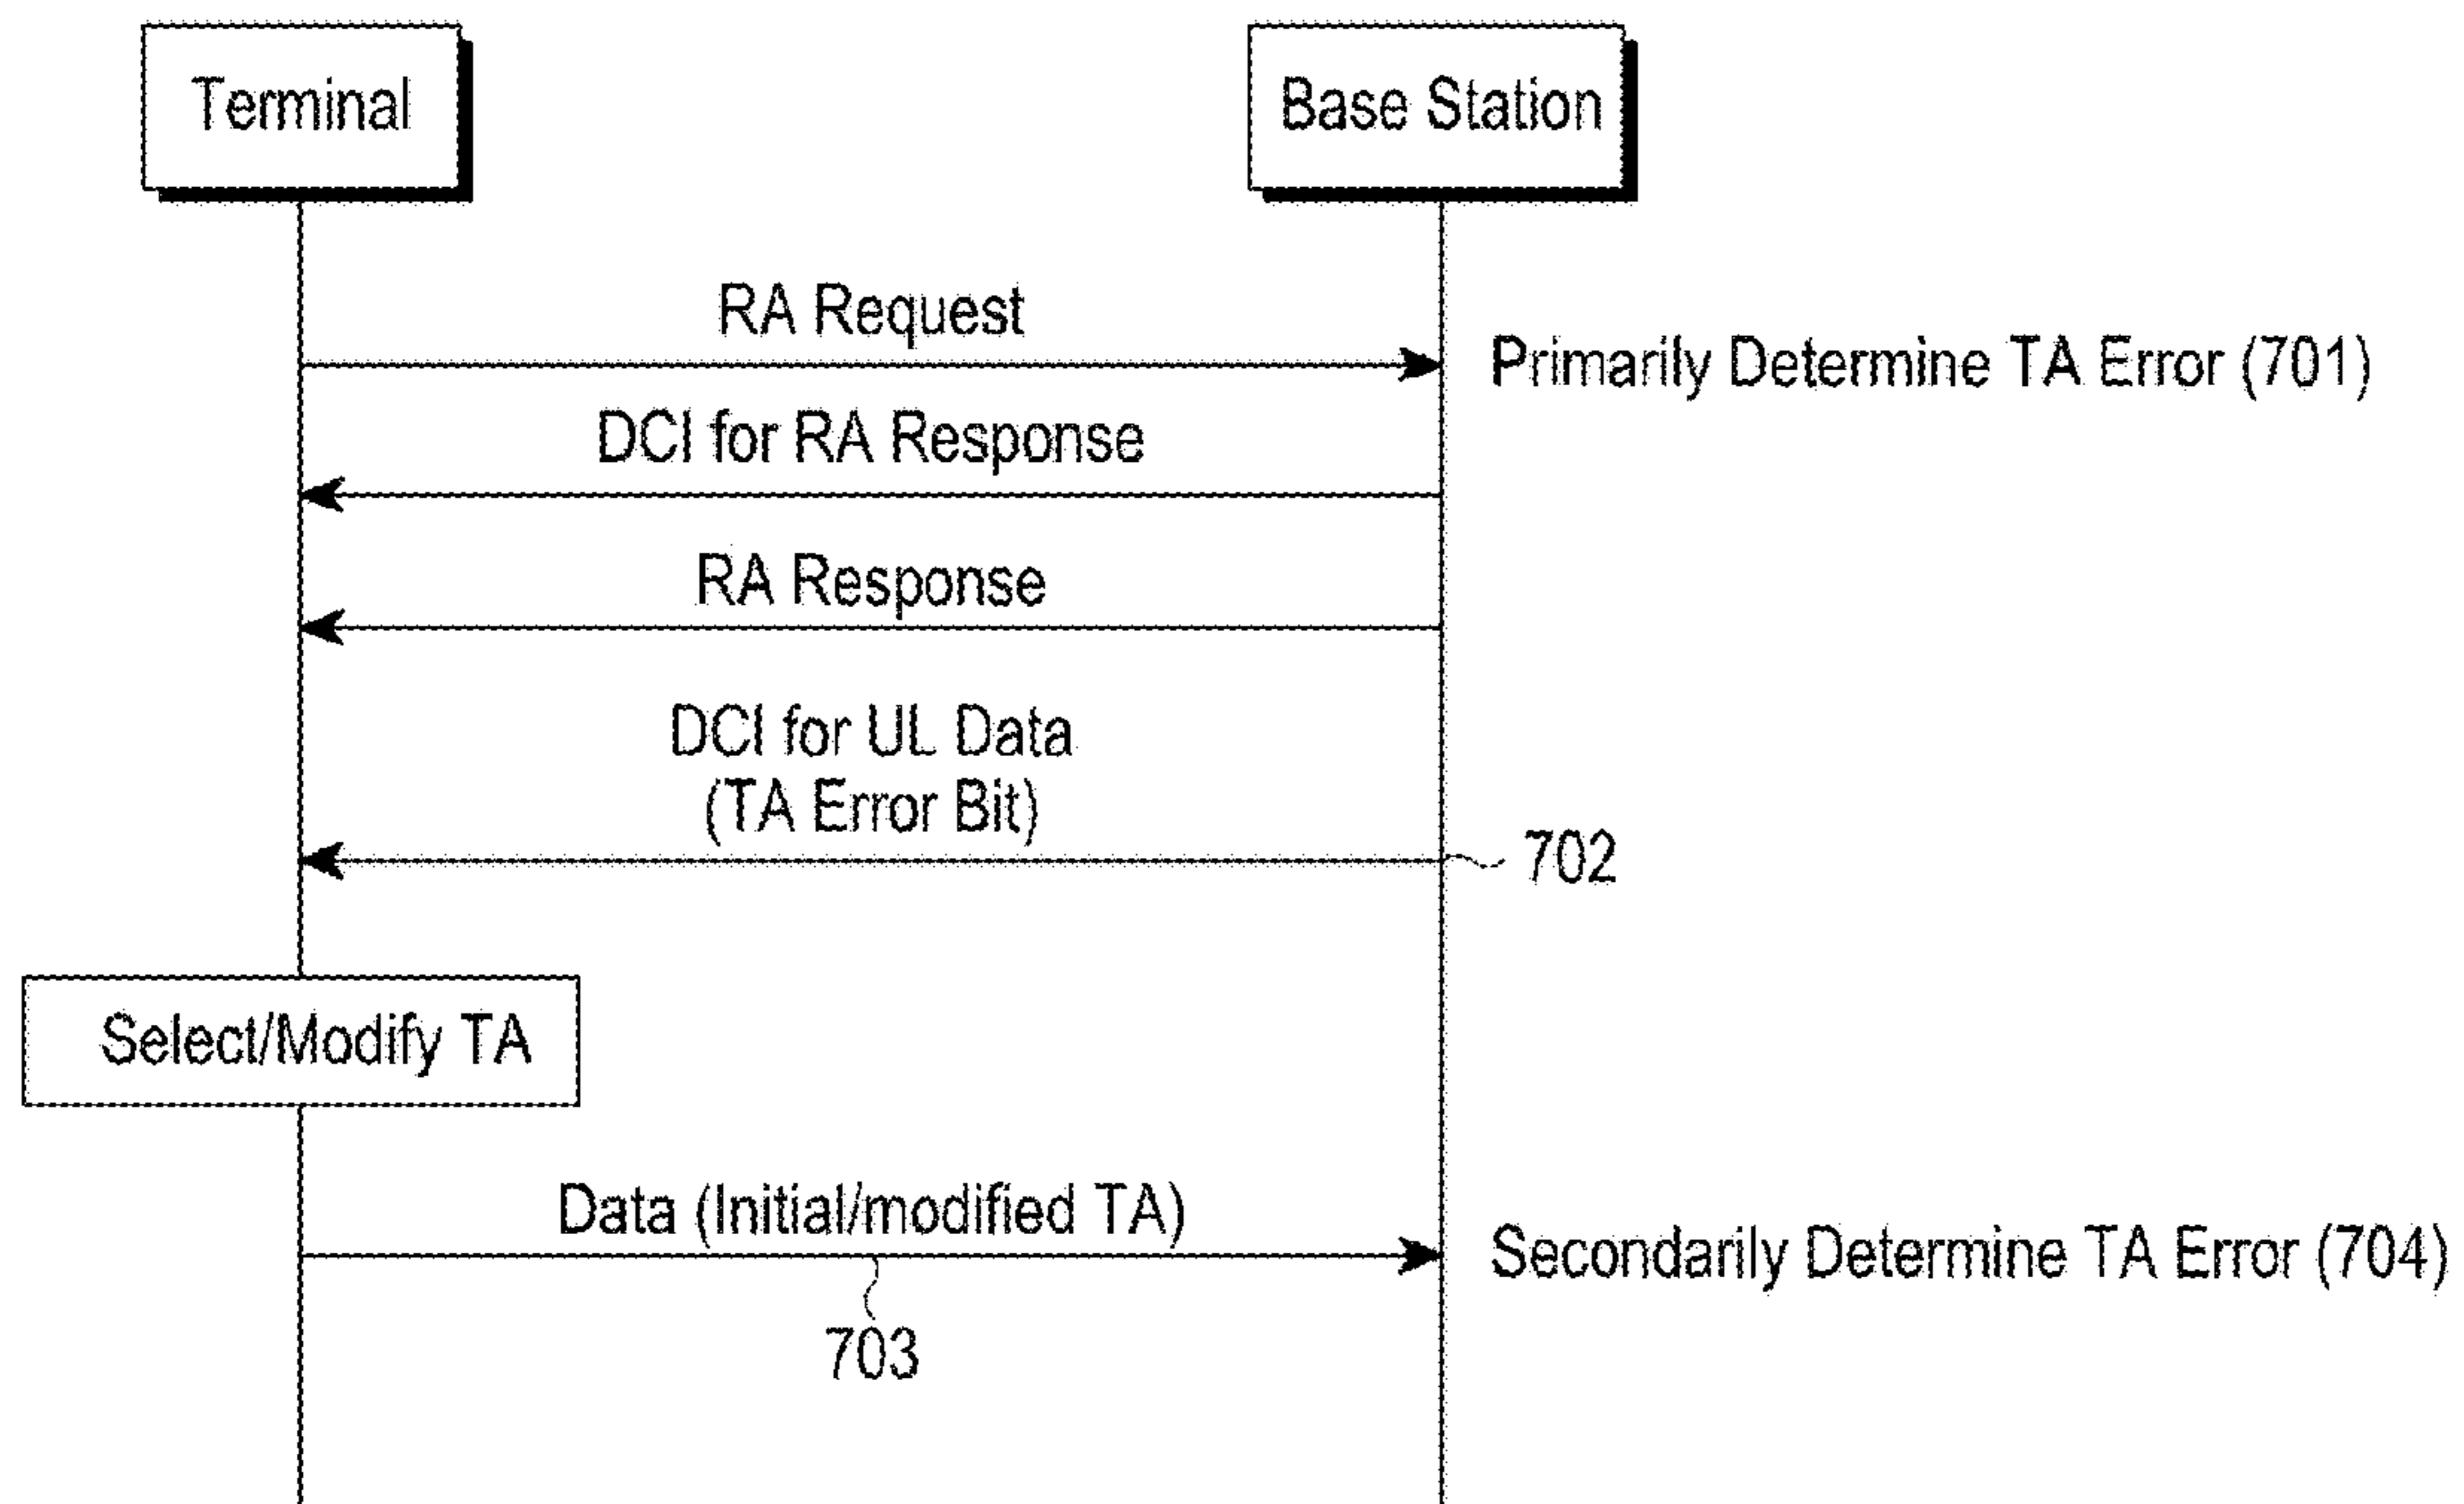 Terminal
Base Station
RA Request
Primarily Determine TA Error (701)
DCI for RA Response
RA Response
DCI for UL Data
(TA Error Bit)
702
Select/Modify TA
Data (Initial/modified TA)
Secondarily Determine TA Error (704)
703